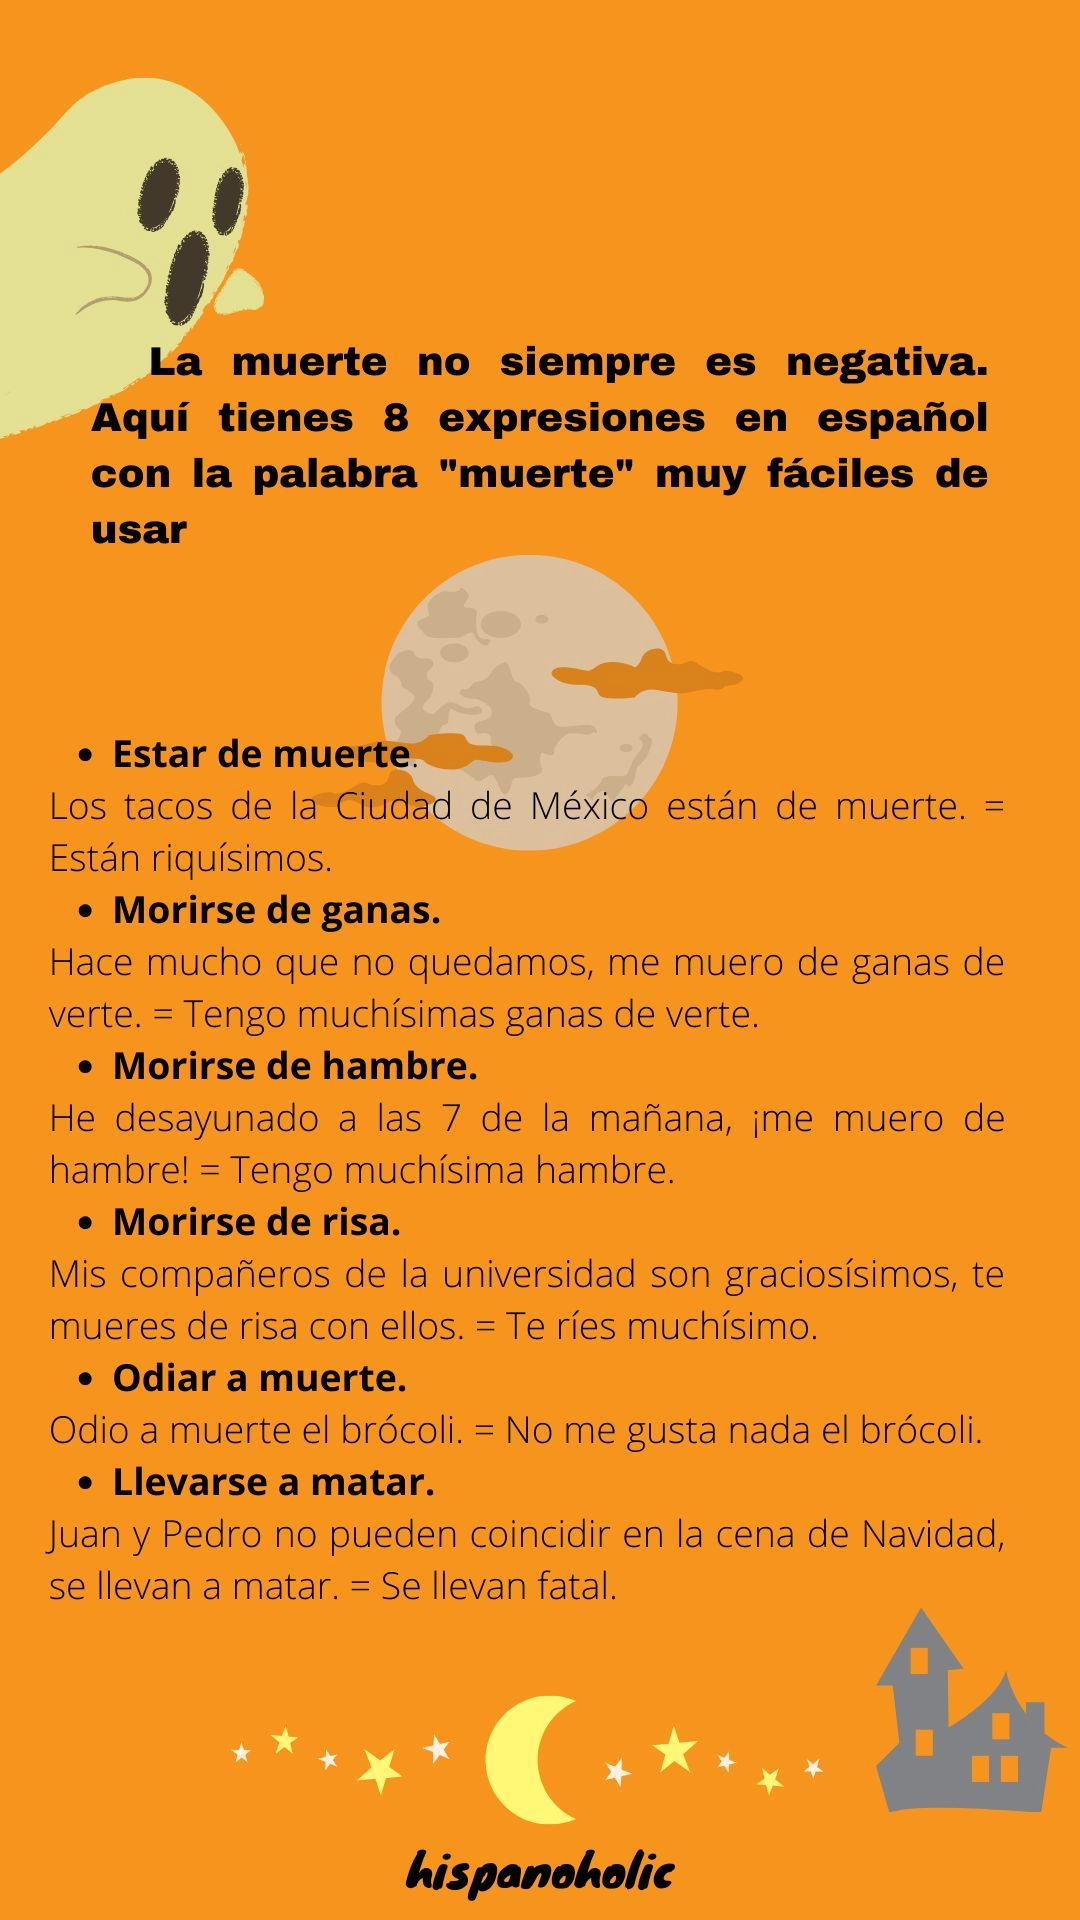 La muerte no siempre es negativa.
Aquí tienes 8 expresiones en español
con la palabra "muerte" muy fáciles de
usar
• Estar de muerte.
Los tacos de la Ciudad de México están de muerte. =
Están riquísimos.
• Morirse de ganas.
Hace mucho que no quedamos, me muero de ganas de
verte. = Tengo muchísimas ganas de verte.
• Morirse de hambre.
He desayunado a las 7 de la mañana, ¡me muero de
hambre! = Tengo muchísima hambre.
• Morirse de risa.
Mis compañeros de la universidad son graciosísimos, te
mueres de risa con ellos. = Te ríes muchísimo.
• Odiar a muerte.
Odio a muerte el brócoli. = No me gusta nada el brócoli.
• Llevarse a matar.
Juan y Pedro no pueden coincidir en la cena de Navidad,
se llevan a matar. = Se llevan fatal.
hispanoholic